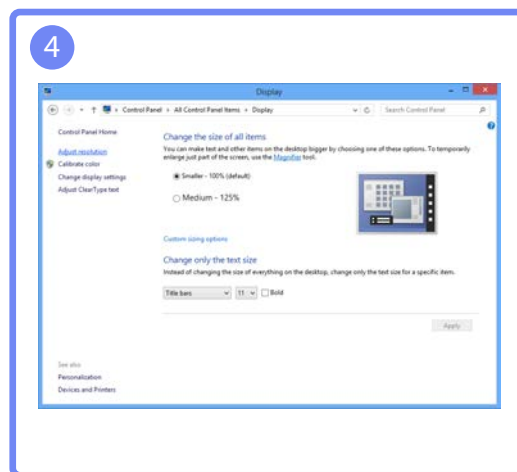 4
Display
Control Panel › All Control Panel Items › Display
Search Control Panel
Control Panel Home
Adjust resolution
Calibrate color
Change display settings
Adjust ClearType text
Change the size of all items
You can make text and other items on the desktop bigger by choosing one of these options. To temporarily
enlarge just part of the screen, use the Magnifier tool.
Smaller - 100% (default)
Medium - 125%
Custom sizing options
Change only the text size
Instead of changing the size of everything on the desktop, change only the text size for a specific item.
Title bars 11 Bold
Apply
See also
Personalization
Devices and Printers